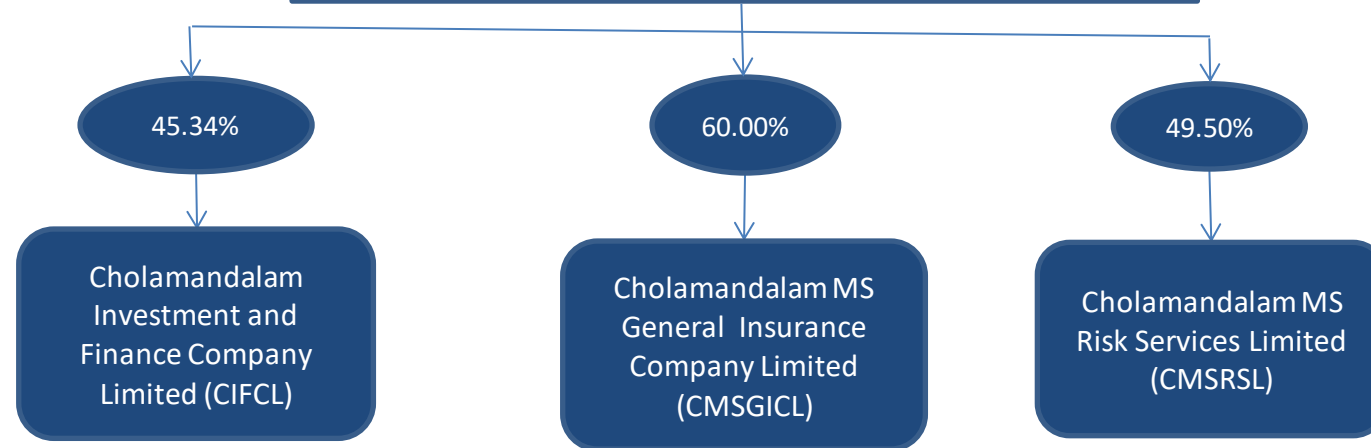 45.34%
60.00%
49.50%
Cholamandalam
Investment and
Finance Company
Limited (CIFCL)
Cholamandalam MS
General Insurance
Company Limited
(CMSGICL)
Cholamandalam MS
Risk Services Limited
(CMSRSL)